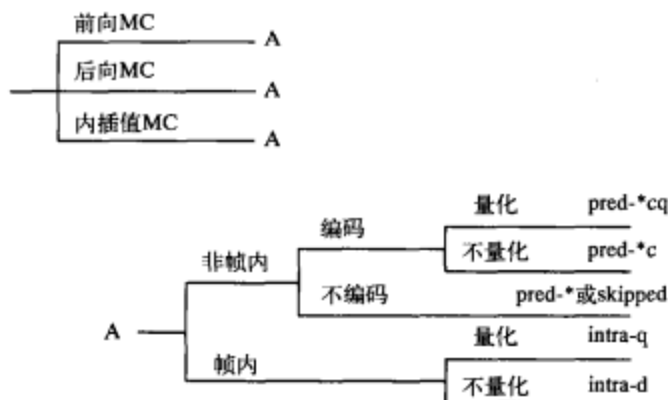 前向MC A
后向MC A
内插值MC A
量化 pred-*cq
编码
不量化 pred-*c
非帧内
不编码 pred-*或skipped
A
量化 intra-q
帧内
不量化 intra-d